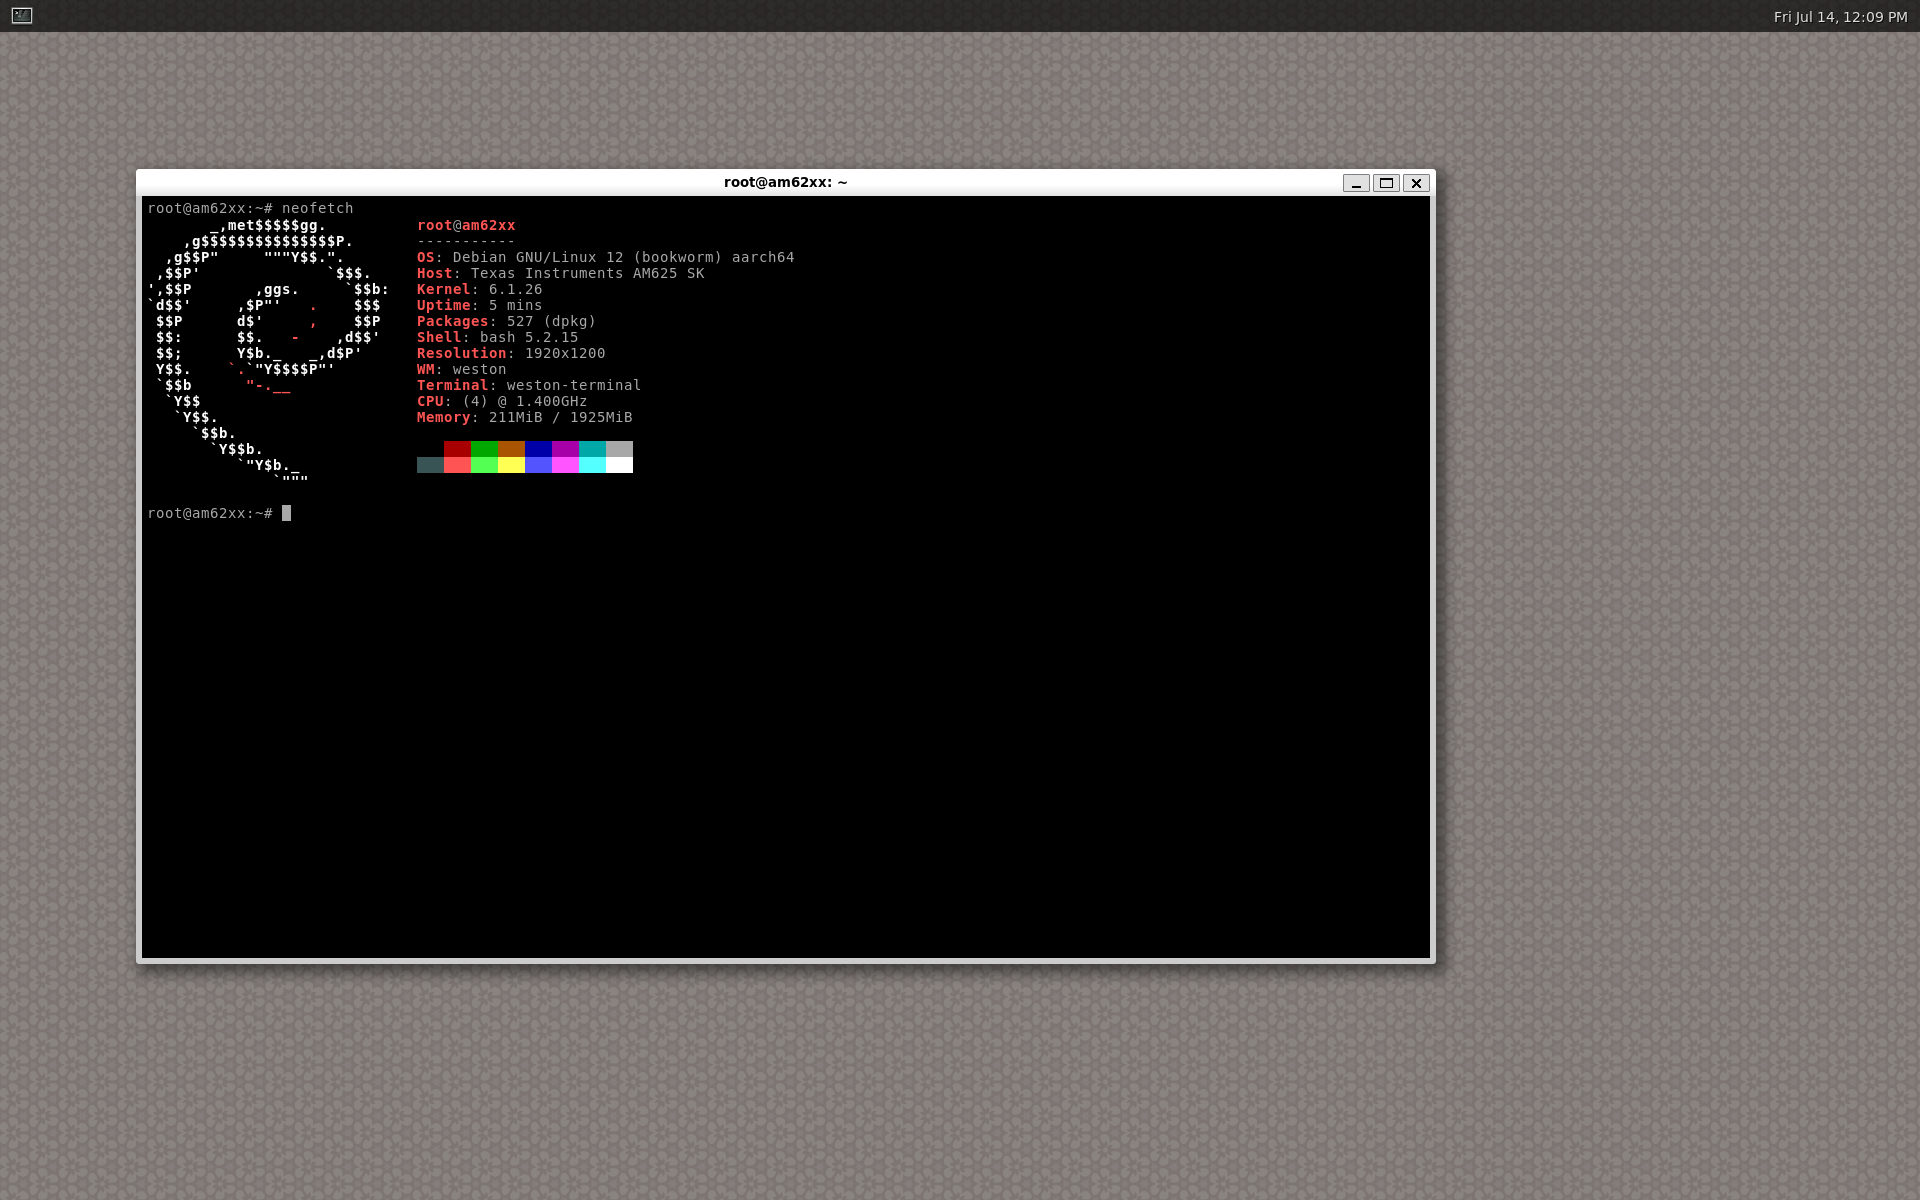 Fri Jul 14, 12:09 PM
root@am62xx: ~
root@am62xx:~# neofetch
       _,met$$$$$gg.          root@am62xx
    ,g$$$$$$$$$$$$$$$P.       -----------
  ,g$$P"     """Y$$.".        OS: Debian GNU/Linux 12 (bookworm) aarch64
 ,$$P'              `$$$.     Host: Texas Instruments AM625 SK
',$$P       ,ggs.     `$$b:   Kernel: 6.1.26
`d$$'     ,$P"'   .    $$$    Uptime: 5 mins
 $$P      d$'     ,    $$P    Packages: 527 (dpkg)
 $$:      $$.   -    ,d$$'    Shell: bash 5.2.15
 $$;      Y$b._   _,d$P'      Resolution: 1920x1200
 Y$$.    `.`"Y$$$$P"'         WM: weston
 `$$b      "-.__              Terminal: weston-terminal
  `Y$$                        CPU: (4) @ 1.400GHz
   `Y$$.                      Memory: 211MiB / 1925MiB
     `$$b.
       `Y$$b.
          `"Y$b._
              `"""
root@am62xx:~#